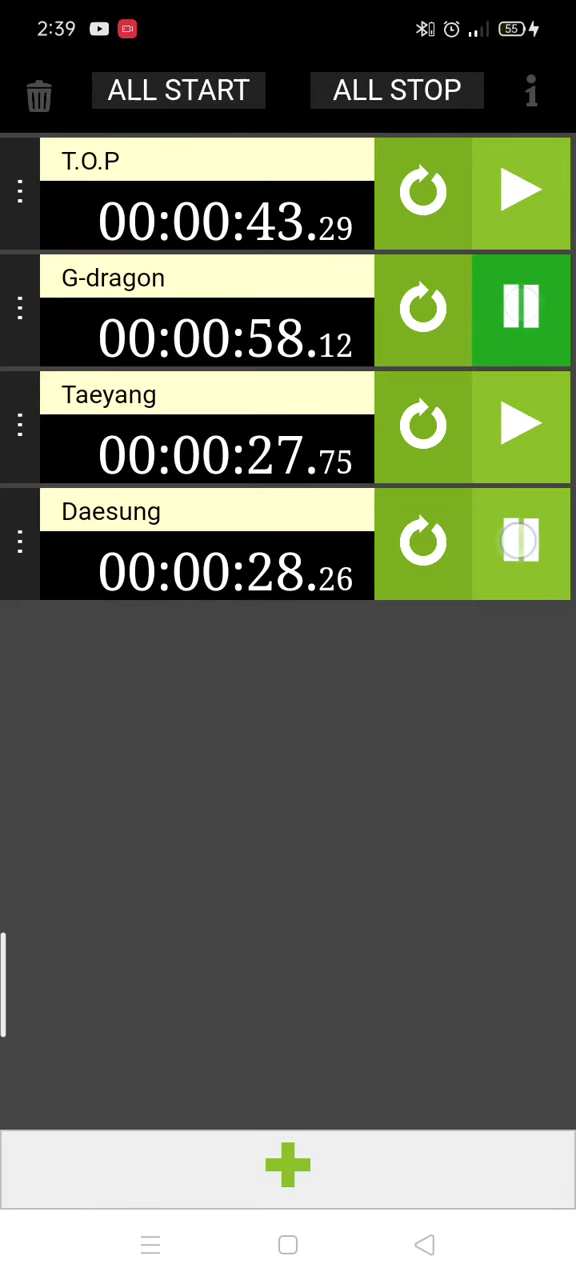 2:39
55
ALL START
ALL STOP
T.O.P
00:00:43.29
G-dragon
00:00:58.12
Taeyang
00:00:27.75
Daesung
00:00:28.26